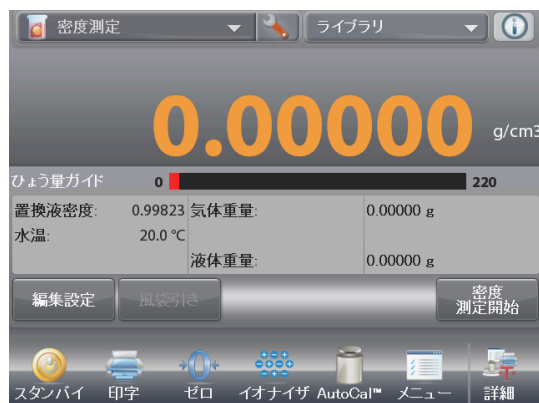 密度測定 ライブラリ
0.00000 g/cm3
ひょう量ガイド 0 220
置換液密度: 0.99823 気体重量: 0.00000 g
水温: 20.0 ℃
液体重量: 0.00000 g
編集設定 風袋引き 密度
測定開始
スタンバイ 印字 ゼロ イオナイザ AutoCal™ メニュー 詳細